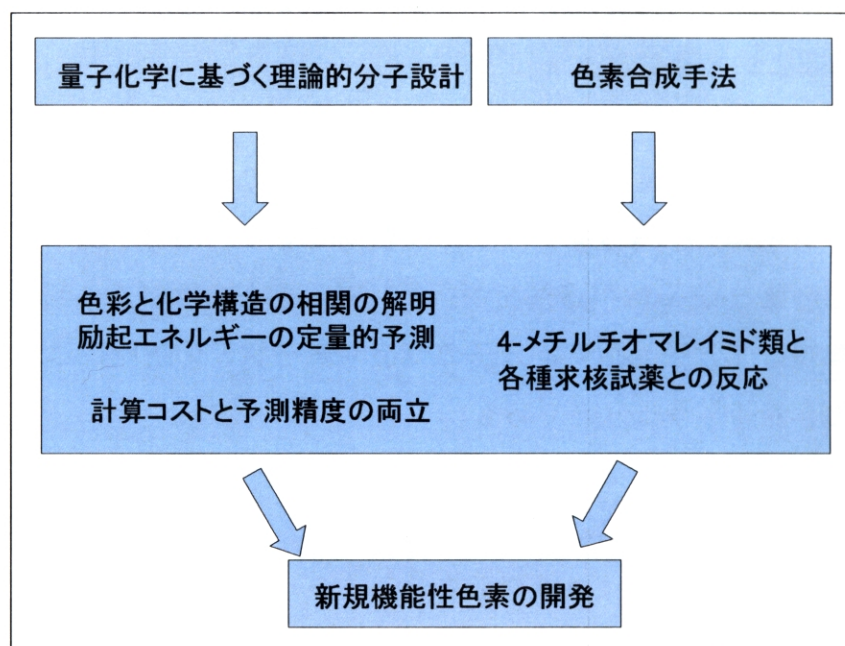 量子化学に基づく理論的分子設計
色素合成手法
色彩と化学構造の相関の解明
励起エネルギーの定量的予測
計算コストと予測精度の両立
4-メチルチオマレイミド類と
各種求核試薬との反応
新規機能性色素の開発